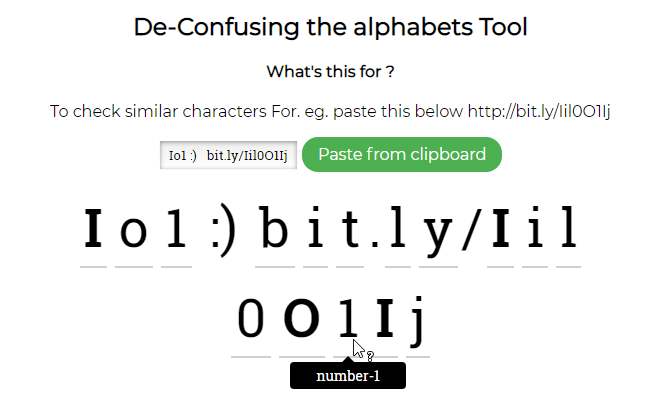 De-Confusing the alphabets Tool
What's this for ?
To check similar characters For. eg. paste this below http://bit.ly/Iil0O1Ij
Io1 :) bit.ly/Iil0O1Ij Paste from clipboard
I o 1 :) b i t . l y / I i l
0 O 1 I j
?
number-1